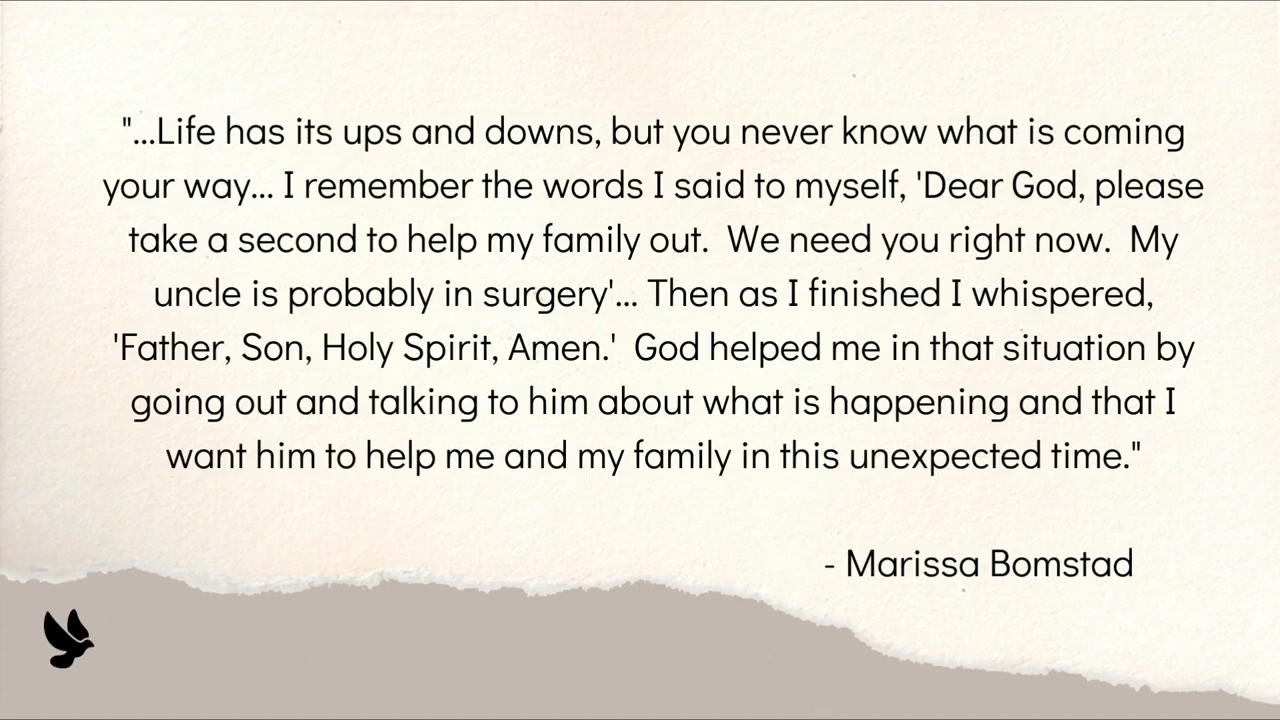 "...Life has its ups and downs, but you never know what is coming
your way... I remember the words I said to myself, 'Dear God, please
take a second to help my family out.  We need you right now.  My
uncle is probably in surgery'... Then as I finished I whispered,
'Father, Son, Holy Spirit, Amen.'  God helped me in that situation by
going out and talking to him about what is happening and that I
want him to help me and my family in this unexpected time."
- Marissa Bomstad